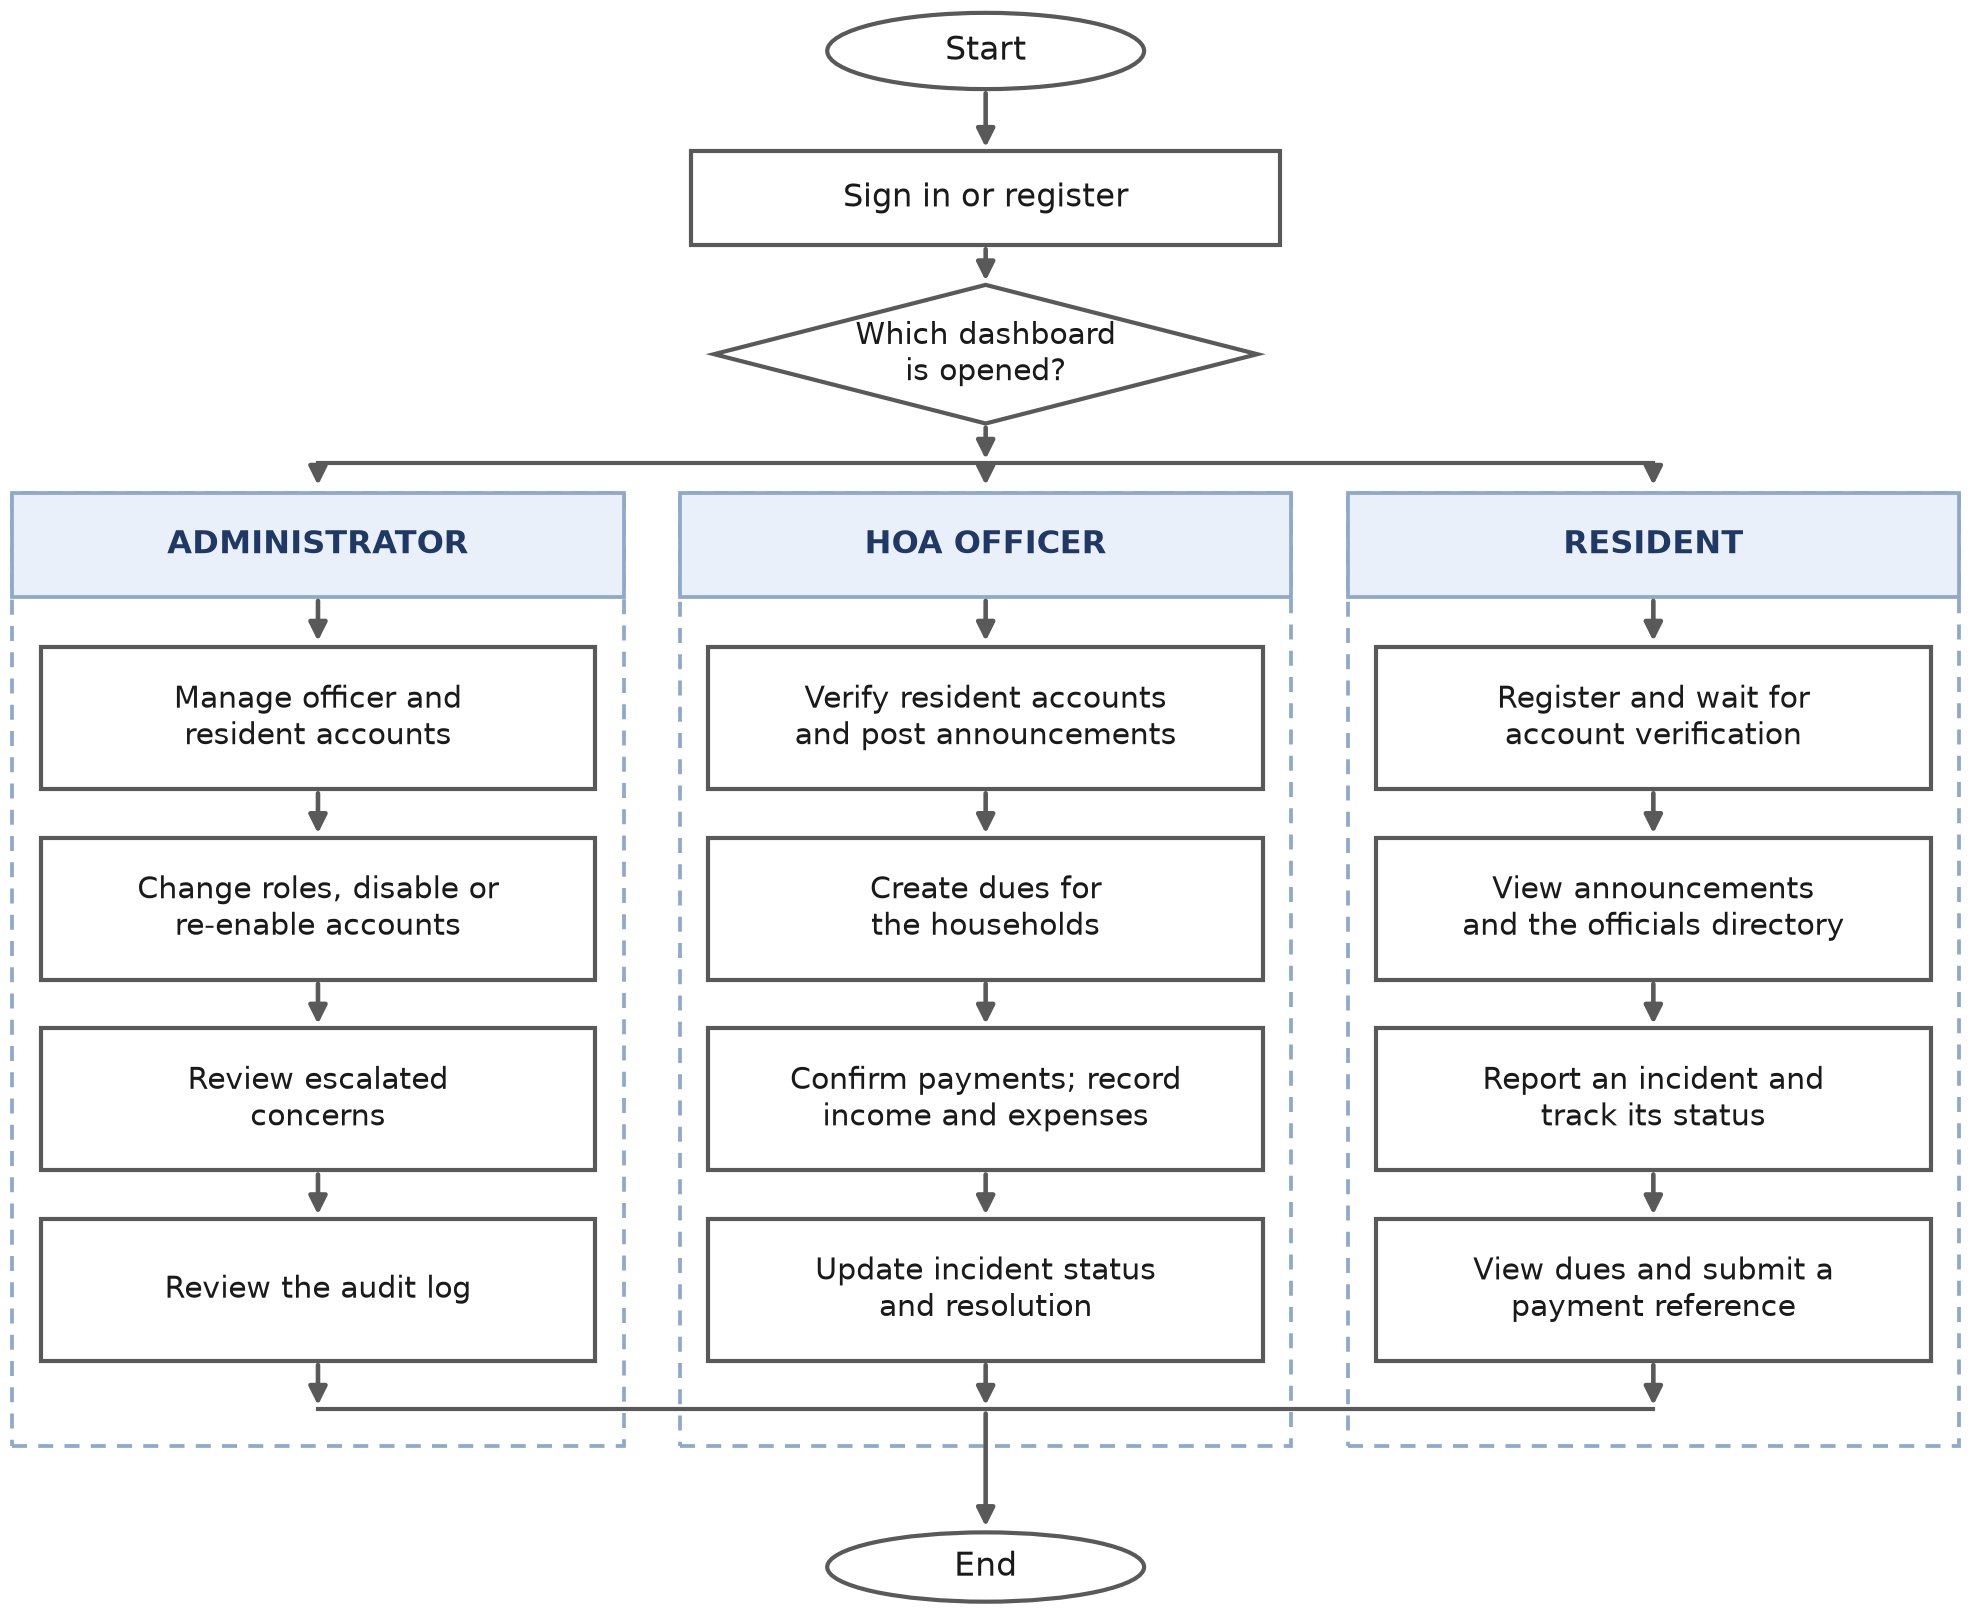 Start
Sign in or register
Which dashboard
is opened?
ADMINISTRATOR
Manage officer and
resident accounts
Change roles, disable or
re-enable accounts
Review escalated
concerns
Review the audit log
HOA OFFICER
Verify resident accounts
and post announcements
Create dues for
the households
Confirm payments; record
income and expenses
Update incident status
and resolution
RESIDENT
Register and wait for
account verification
View announcements
and the officials directory
Report an incident and
track its status
View dues and submit a
payment reference
End